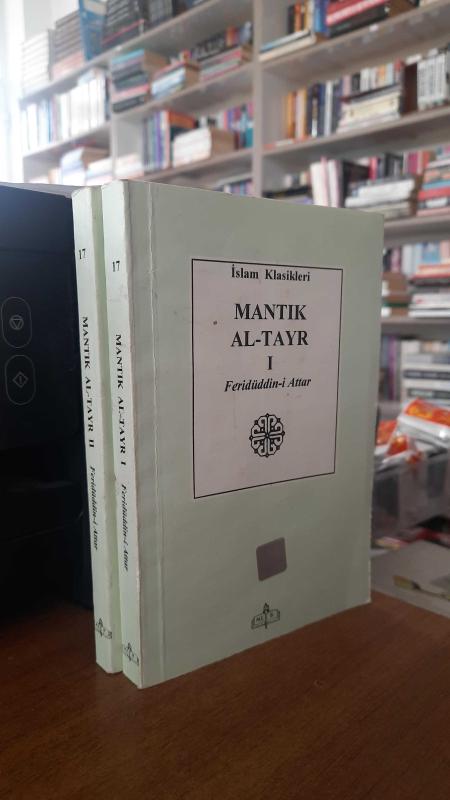 İslam Klasikleri
MANTIK
AL-TAYR
I
Feridüddin-i Attar
17
MANTIK AL-TAYR I
Feridüddin-i Attar
17
MANTIK AL-TAYR II
Feridüddin-i Attar